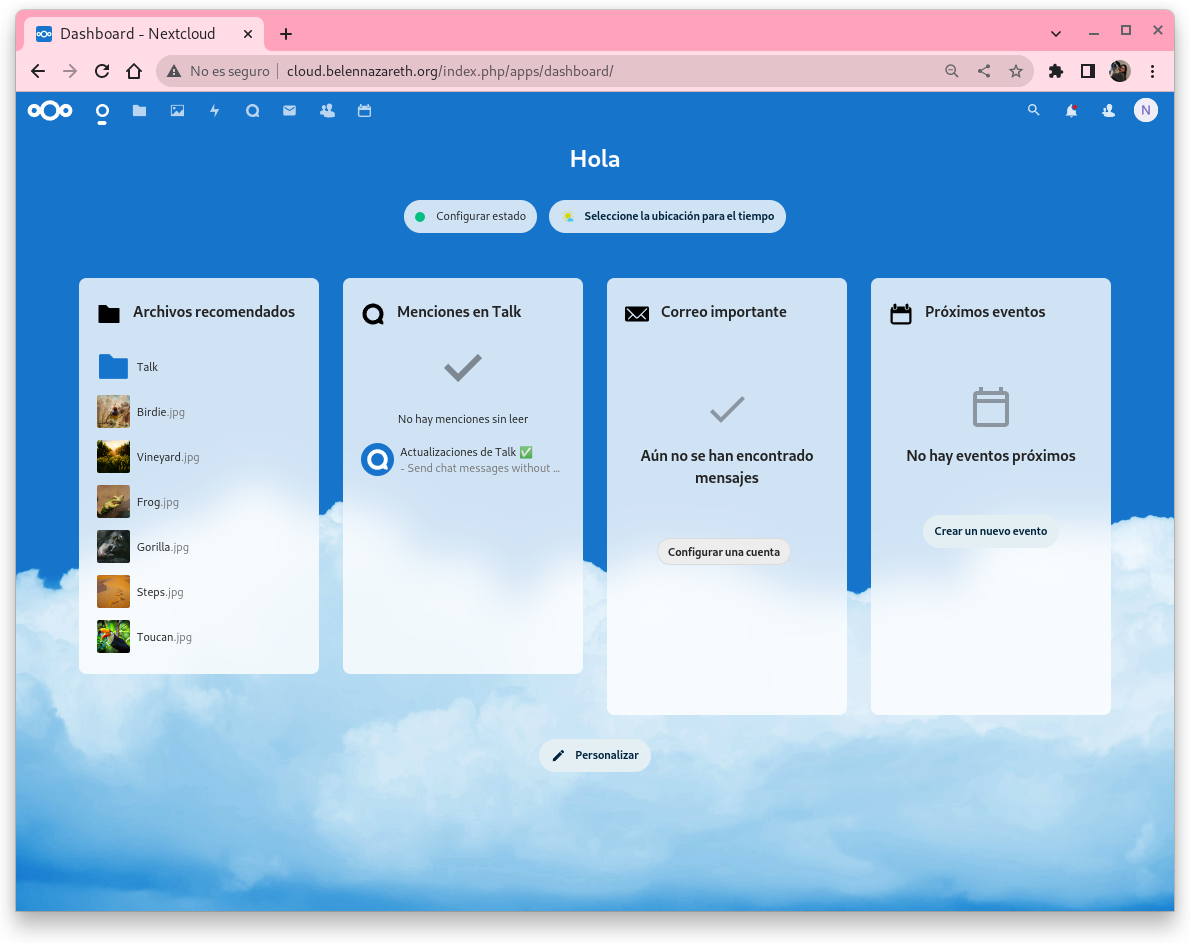 Dashboard - Nextcloud
No es seguro
cloud.belennazareth.org/index.php/apps/dashboard/
N
Hola
Configurar estado
Seleccione la ubicación para el tiempo
Archivos recomendados
Talk
Birdie.jpg
Vineyard.jpg
Frog.jpg
Gorilla.jpg
Steps.jpg
Toucan.jpg
Menciones en Talk
No hay menciones sin leer
Actualizaciones de Talk ✅
- Send chat messages without ...
Correo importante
Aún no se han encontrado
mensajes
Configurar una cuenta
Próximos eventos
No hay eventos próximos
Crear un nuevo evento
Personalizar